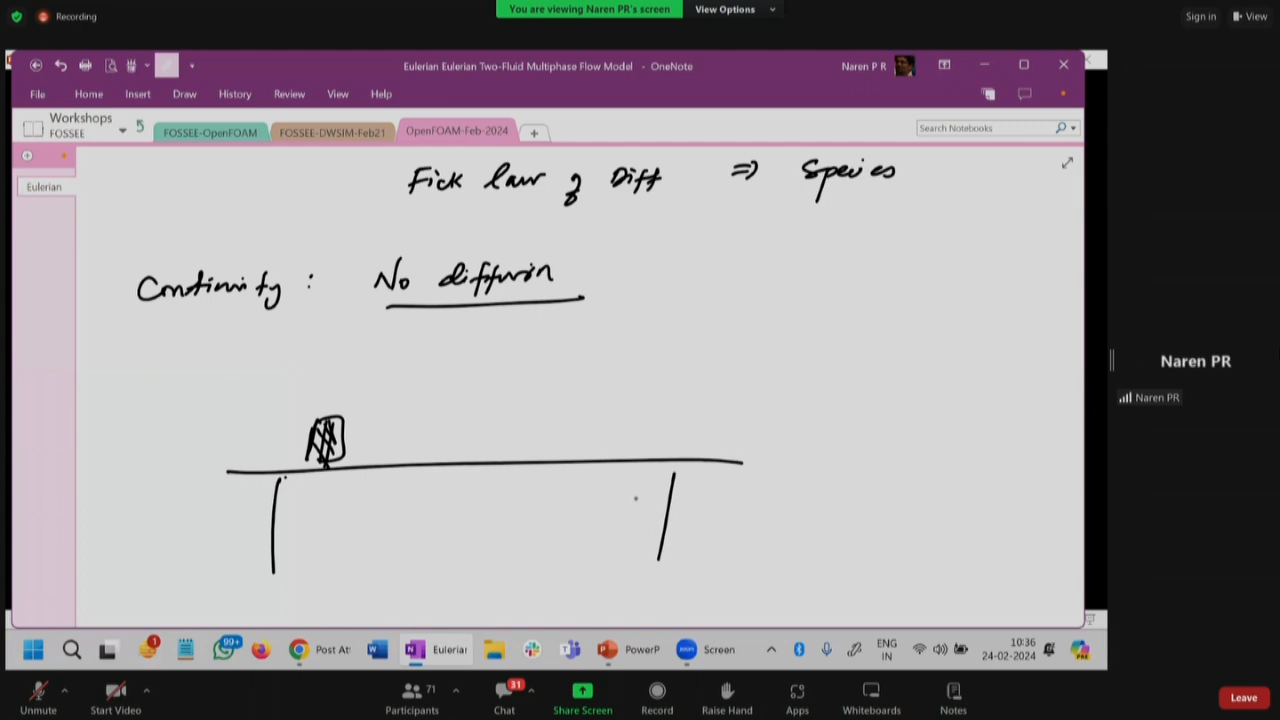 Recording
You are viewing Naren PR's screen View Options
Sign in View
Eulerian Eulerian Two-Fluid Multiphase Flow Model - OneNote
Naren P R
File Home Insert Draw History Review View Help
Workshops
FOSSEE
FOSSEE-OpenFOAM FOSSEE-DWSIM-Feb21 OpenFOAM-Feb-2024 +
Search Notebooks
Eulerian
Fick law of Diff => Species
Continuity : No diffusion
Naren PR
Naren PR
1 99+ Post At Eulerian PowerP Screen
ENG
IN
10:36
24-02-2024
Unmute Start Video Participants 71 Chat 31 Share Screen Record Raise Hand Apps Whiteboards Notes Leave